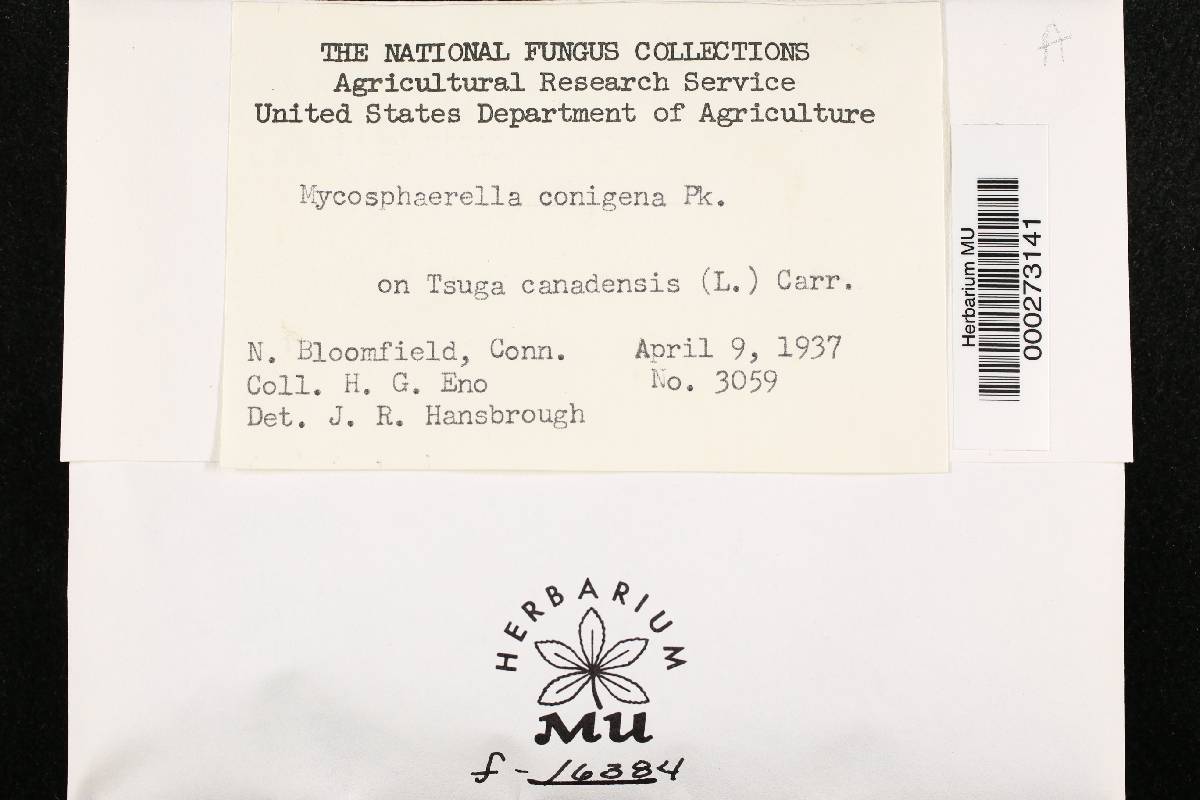 THE NATIONAL FUNGUS COLLECTIONS
Agricultural Research Service
United States Department of Agriculture
Mycosphaerella conigena Pk.
on Tsuga canadensis (L.) Carr.
N. Bloomfield, Conn. April 9, 1937
Coll. H. G. Eno No. 3059
Det. J. R. Hansbrough
A
Herbarium MU
000273141
HERBARIUM
MU
f-16384